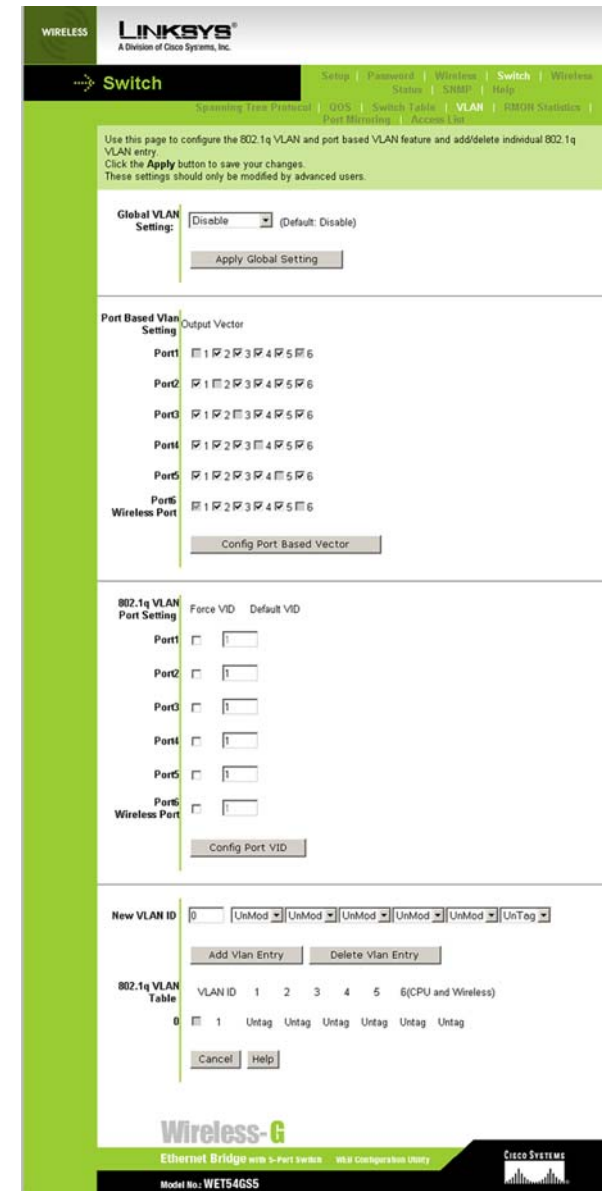 WIRELESS
LINKSYS®
A Division of Cisco Systems, Inc.
Switch
Setup | Password | Wireless | Switch | Wireless
Status | SNMP | Help
Spanning Tree Protocol | QOS | Switch Table | VLAN | RMON Statistics |
Port Mirroring | Access List
Use this page to configure the 802.1q VLAN and port based VLAN feature and add/delete individual 802.1q
VLAN entry.
Click the Apply button to save your changes.
These settings should only be modified by advanced users.
Global VLAN
Setting:
Disable (Default: Disable)
Apply Global Setting
Port Based Vlan
Setting
Output Vector
Port1 1 2 3 4 5 6
Port2 1 2 3 4 5 6
Port3 1 2 3 4 5 6
Port4 1 2 3 4 5 6
Port5 1 2 3 4 5 6
Port6
Wireless Port
1 2 3 4 5 6
Config Port Based Vector
802.1q VLAN
Port Setting
Force VID Default VID
Port1 1
Port2 1
Port3 1
Port4 1
Port5 1
Port6
Wireless Port
1
Config Port VID
New VLAN ID 0 UnMod UnMod UnMod UnMod UnMod UnTag
Add Vlan Entry Delete Vlan Entry
802.1q VLAN
Table
VLAN ID 1 2 3 4 5 6(CPU and Wireless)
0 1 Untag Untag Untag Untag Untag Untag
Cancel Help
Wireless-G
Ethernet Bridge with 5-Port Switch WEB Configuration Utility
CISCO SYSTEMS
Model No.: WET54GS5